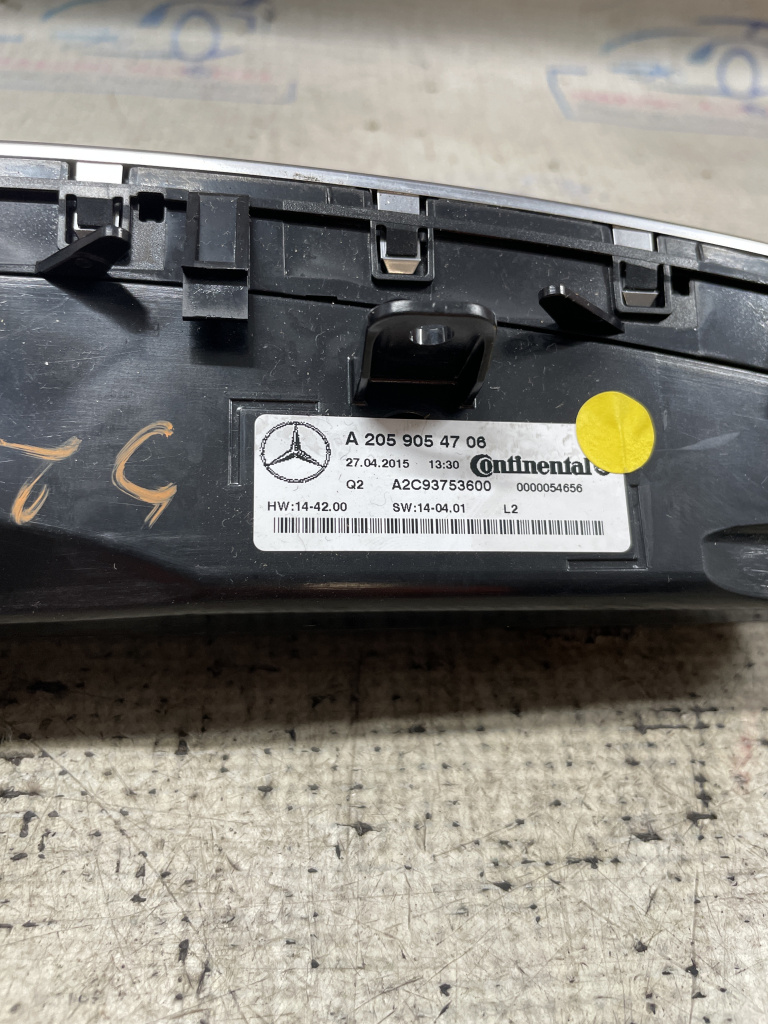 A 205 905 47 06
27.04.2015 13:30 Continental
Q2 A2C93753600 0000054656
HW:14-42.00 SW:14-04.01 L2